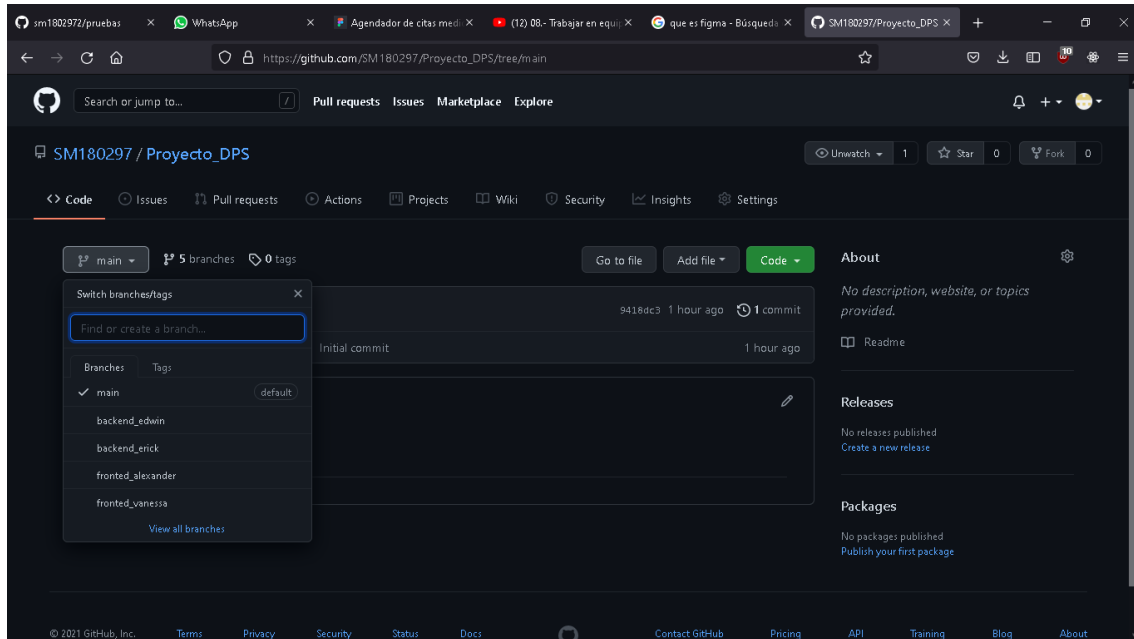 sm1802972/pruebas
WhatsApp
Agendador de citas medi
(12) 08.- Trabajar en equip
que es figma - Búsqueda
SM180297/Proyecto_DPS
https://github.com/SM180297/Proyecto_DPS/tree/main
10
Search or jump to...
/
Pull requests Issues Marketplace Explore
SM180297 / Proyecto_DPS
Unwatch 1
Star 0
Fork 0
Code Issues Pull requests Actions Projects Wiki Security Insights Settings
main
5 branches
0 tags
Go to file
Add file
Code
Switch branches/tags
Find or create a branch...
Branches Tags
main default
backend_edwin
backend_erick
fronted_alexander
fronted_vanessa
View all branches
9418dc3 1 hour ago 1 commit
Initial commit 1 hour ago
About
No description, website, or topics
provided.
Readme
Releases
No releases published
Create a new release
Packages
No packages published
Publish your first package
© 2021 GitHub, Inc. Terms Privacy Security Status Docs Contact GitHub Pricing API Training Blog About